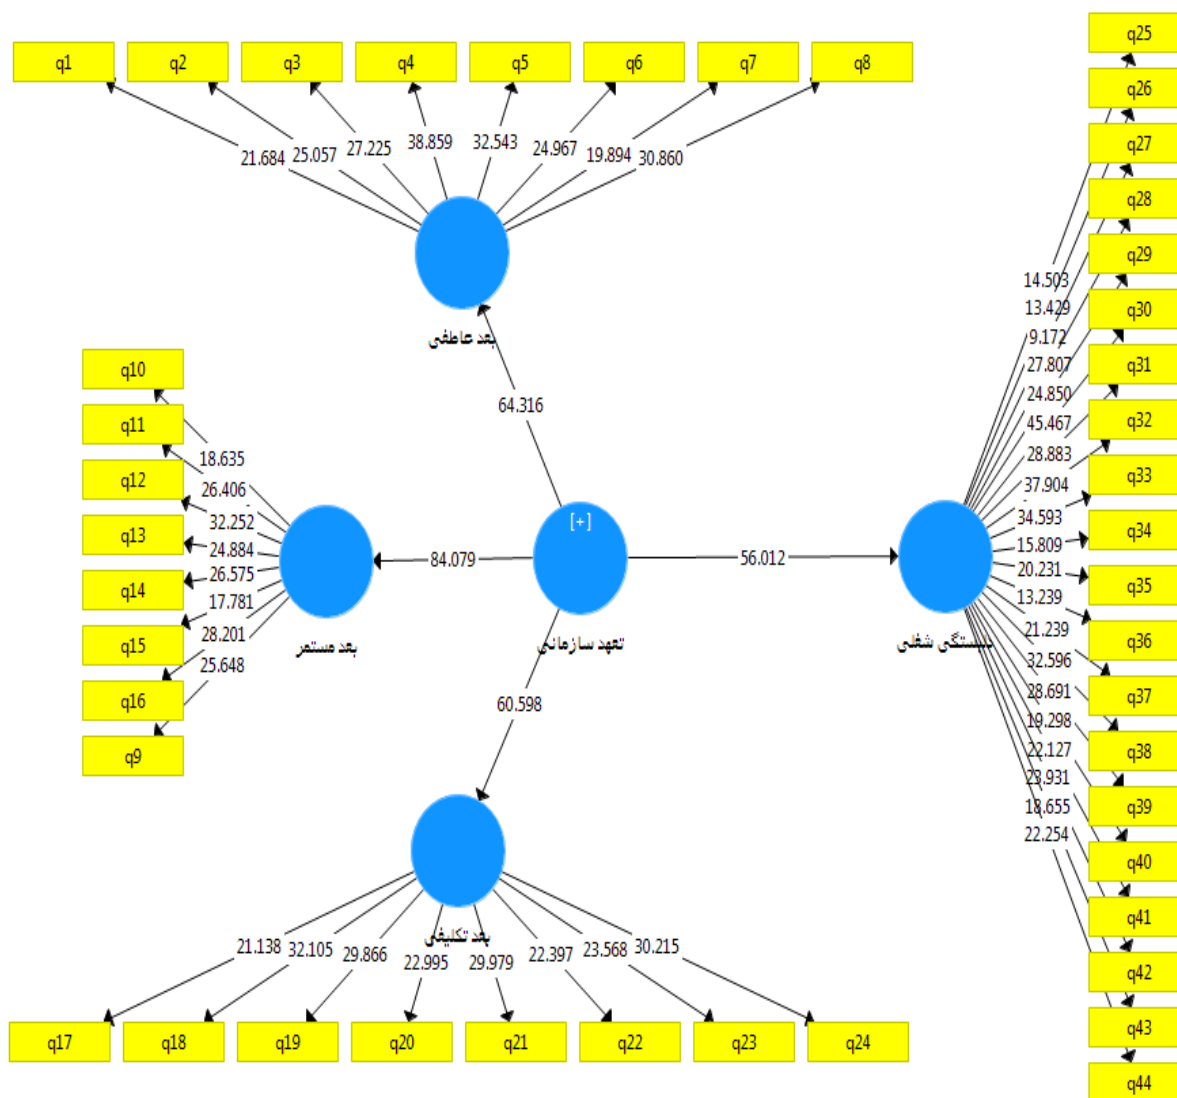 q1
q2
q3
q4
q5
q6
q7
q8
21.684
25.057
27.225
38.859
32.543
24.967
19.894
30.860
بعد عاطفی
64.316
q10
q11
q12
q13
q14
q15
q16
q9
18.635
26.406
32.252
24.884
26.575
17.781
28.201
25.648
بعد مستمر
84.079
[+]
تعهد سازمانی
56.012
دلبستگی شغلی
60.598
بعد تکلیفی
21.138
32.105
29.866
22.995
29.979
22.397
23.568
30.215
q17
q18
q19
q20
q21
q22
q23
q24
14.503
13.429
9.172
27.807
24.850
45.467
28.883
37.904
34.593
15.809
20.231
13.239
21.239
32.596
28.691
19.298
22.127
23.931
18.655
22.254
q25
q26
q27
q28
q29
q30
q31
q32
q33
q34
q35
q36
q37
q38
q39
q40
q41
q42
q43
q44